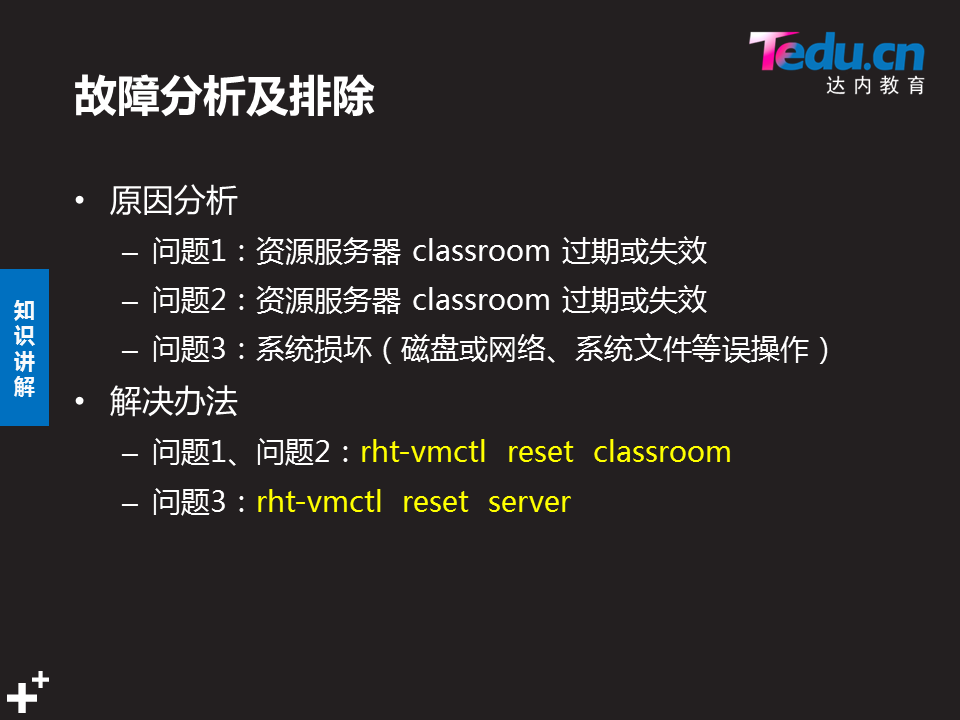 Tedu.cn
达内教育
故障分析及排除
• 原因分析
– 问题1：资源服务器 classroom 过期或失效
– 问题2：资源服务器 classroom 过期或失效
– 问题3：系统损坏（磁盘或网络、系统文件等误操作）
• 解决办法
– 问题1、问题2：rht-vmctl reset classroom
– 问题3：rht-vmctl reset server
知
识
讲
解